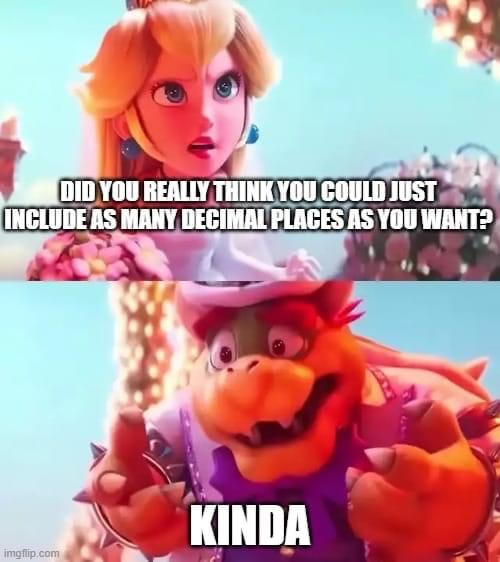 DID YOU REALLY THINK YOU COULD JUST
INCLUDE AS MANY DECIMAL PLACES AS YOU WANT?
KINDA
imgflip.com